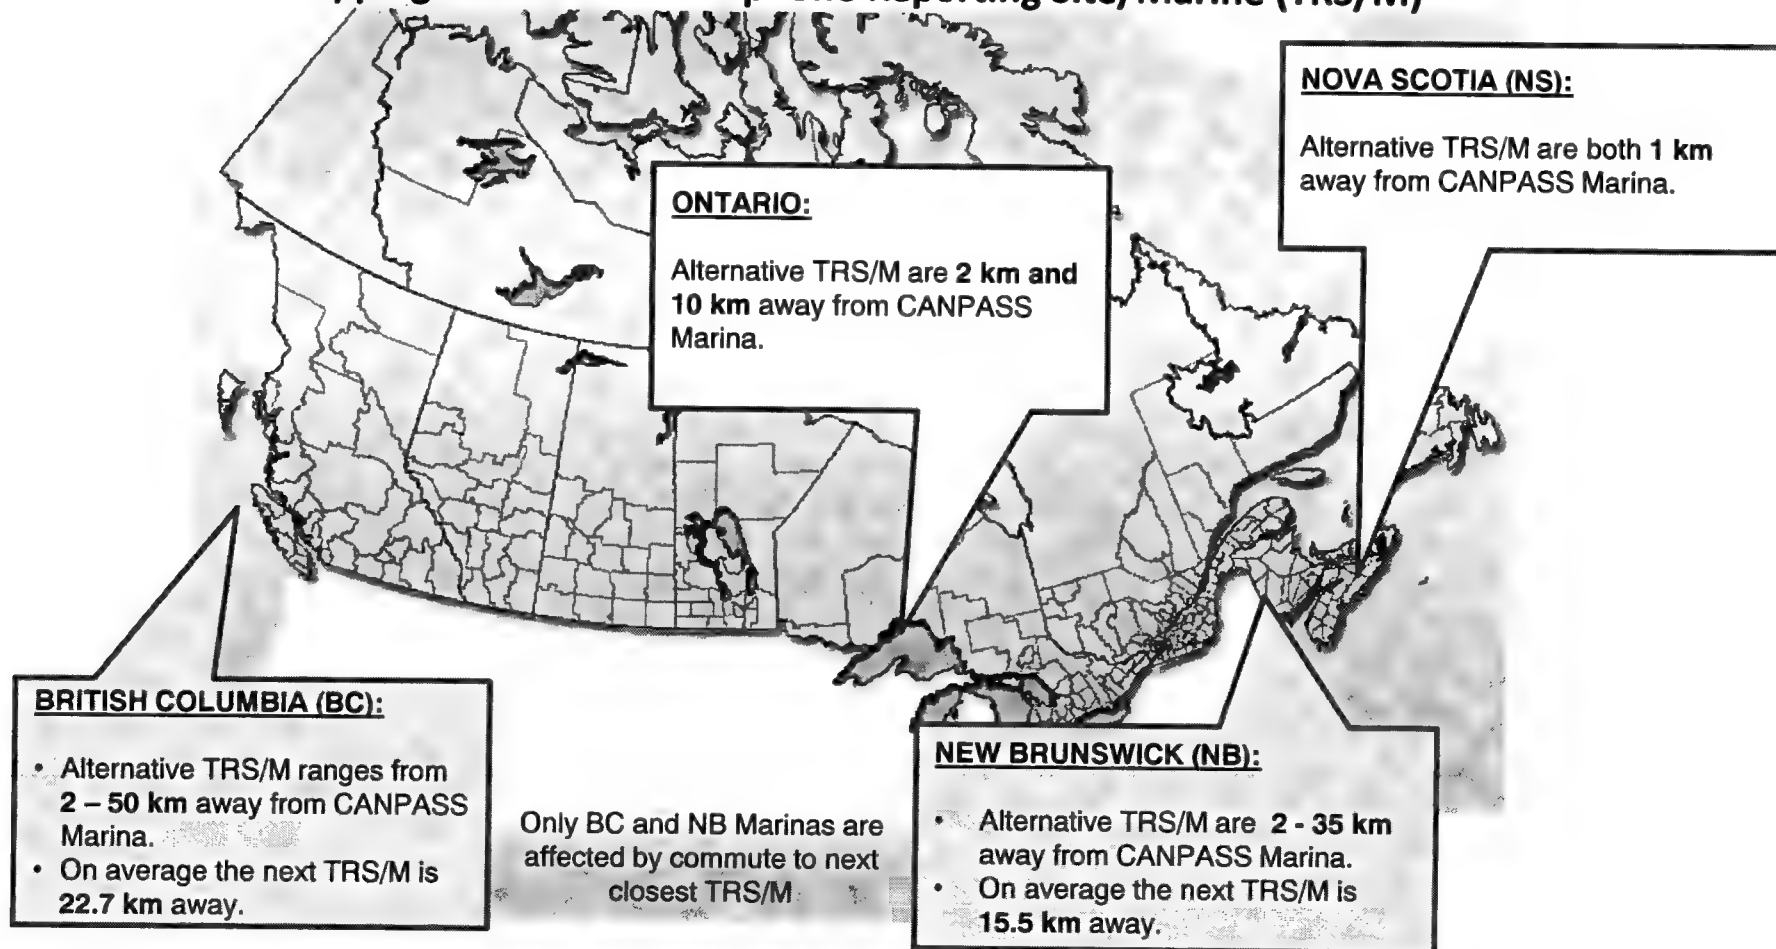 Reporting Site/Marine (TRS/M)
NOVA SCOTIA (NS):
Alternative TRS/M are both 1 km
away from CANPASS Marina.
ONTARIO:
Alternative TRS/M are 2 km and
10 km away from CANPASS
Marina.
BRITISH COLUMBIA (BC):
• Alternative TRS/M ranges from
2 – 50 km away from CANPASS
Marina.
• On average the next TRS/M is
22.7 km away.
Only BC and NB Marinas are
affected by commute to next
closest TRS/M
NEW BRUNSWICK (NB):
• Alternative TRS/M are 2 - 35 km
away from CANPASS Marina.
• On average the next TRS/M is
15.5 km away.